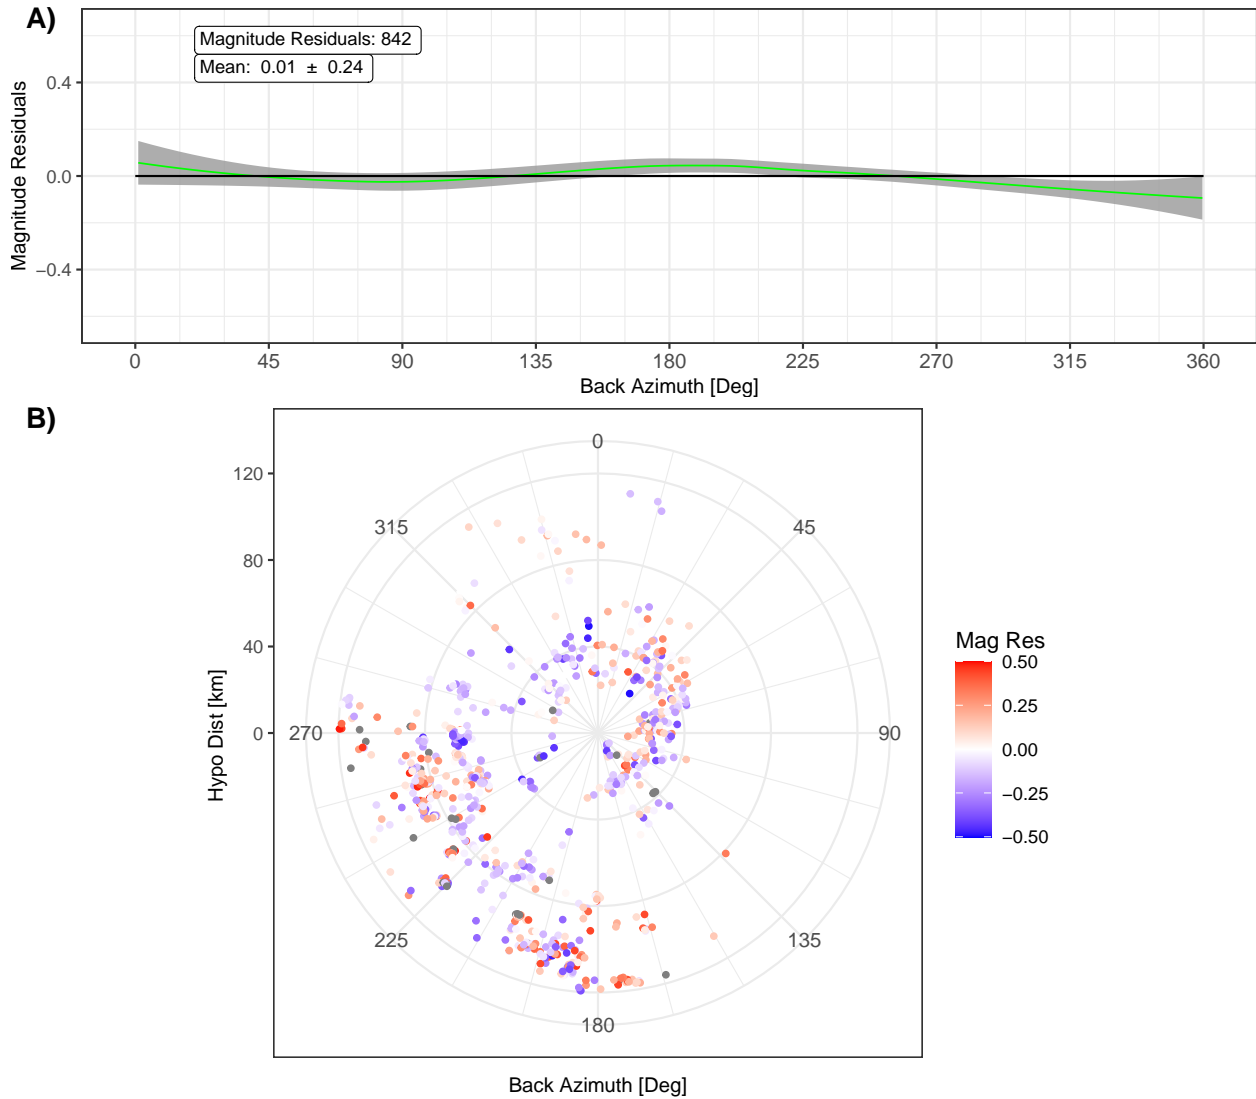 A)
Magnitude Residuals: 842
Mean: 0.01 ± 0.24
Magnitude Residuals
0.4
0.0
−0.4
0 45 90 135 180 225 270 315 360
Back Azimuth [Deg]
B)
Hypo Dist [km]
120
80
40
0
0
45
90
135
180
225
270
315
Back Azimuth [Deg]
Mag Res
0.50
0.25
0.00
−0.25
−0.50